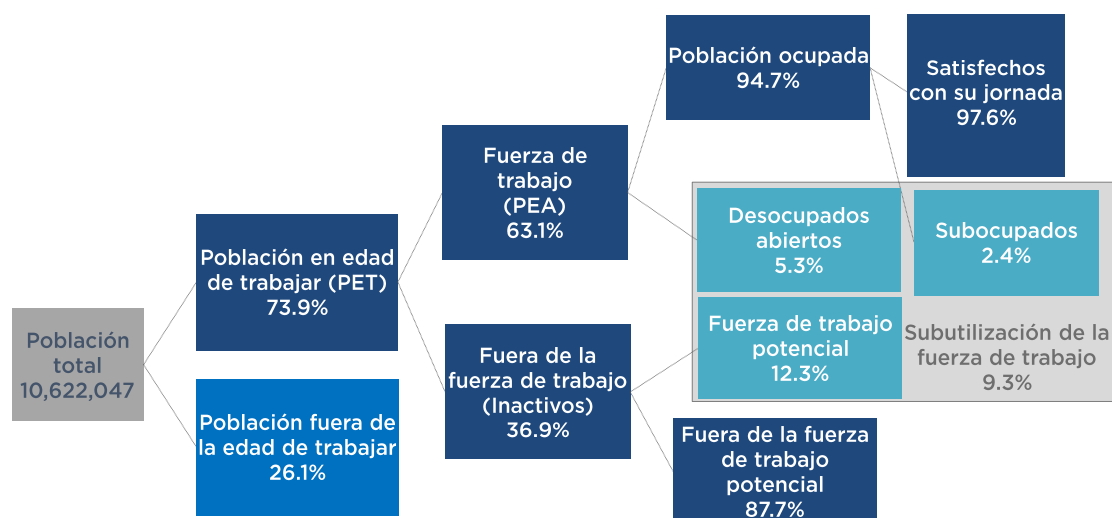 Población
total
10,622,047
Población en edad
de trabajar (PET)
73.9%
Población fuera de
la edad de trabajar
26.1%
Fuerza de
trabajo
(PEA)
63.1%
Fuera de la
fuerza de trabajo
(Inactivos)
36.9%
Población ocupada
94.7%
Satisfechos
con su jornada
97.6%
Desocupados
abiertos
5.3%
Subocupados
2.4%
Fuerza de trabajo
potencial
12.3%
Subutilización de la
fuerza de trabajo
9.3%
Fuera de la fuerza
de trabajo
potencial
87.7%